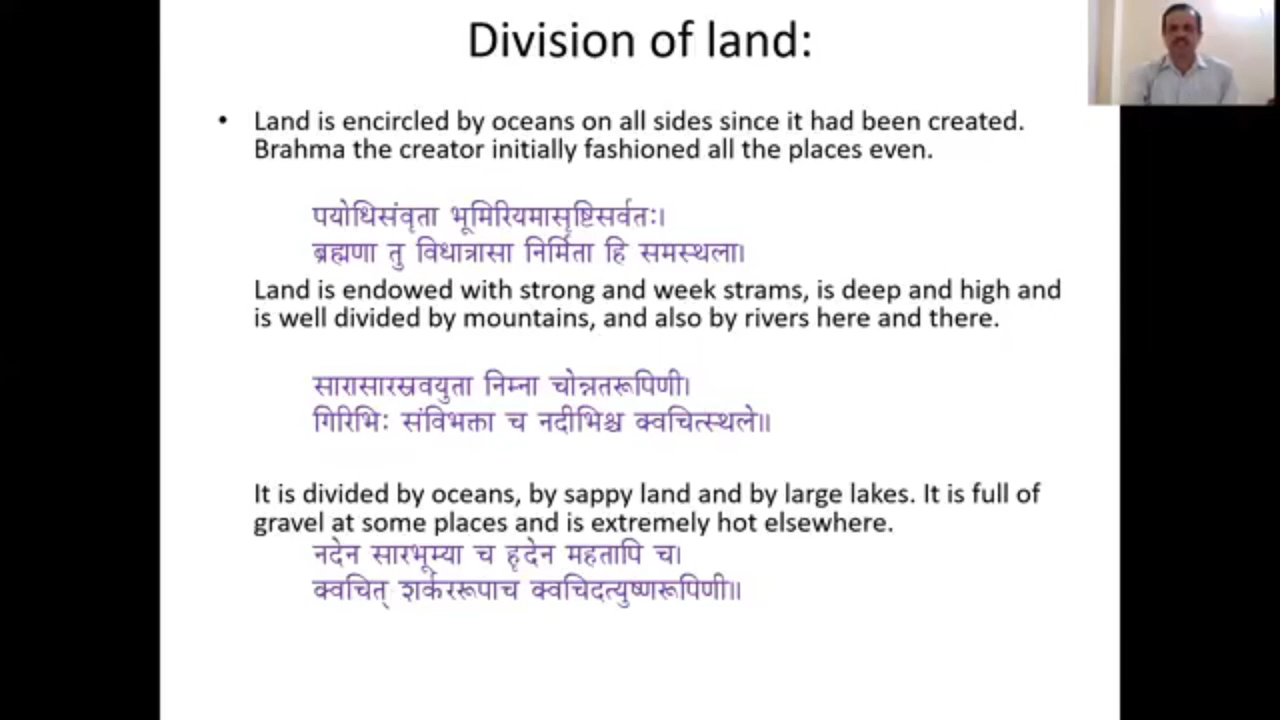 Division of land:
• Land is encircled by oceans on all sides since it had been created.
Brahma the creator initially fashioned all the places even.
पयोधिसंवृता भूमिरियमासृष्टिसर्वतः।
ब्रह्मणा तु विधात्रासा निर्मिता हि समस्थला।
Land is endowed with strong and week strams, is deep and high and
is well divided by mountains, and also by rivers here and there.
सारासारस्रवयुता निम्ना चोन्नतरूपिणी।
गिरिभिः संविभक्ता च नदीभिश्च क्वचित्स्थले॥
It is divided by oceans, by sappy land and by large lakes. It is full of
gravel at some places and is extremely hot elsewhere.
नदेन सारभूम्या च हृदेन महतापि च।
क्वचित् शर्कररूपाच क्वचिदत्युष्णरूपिणी॥